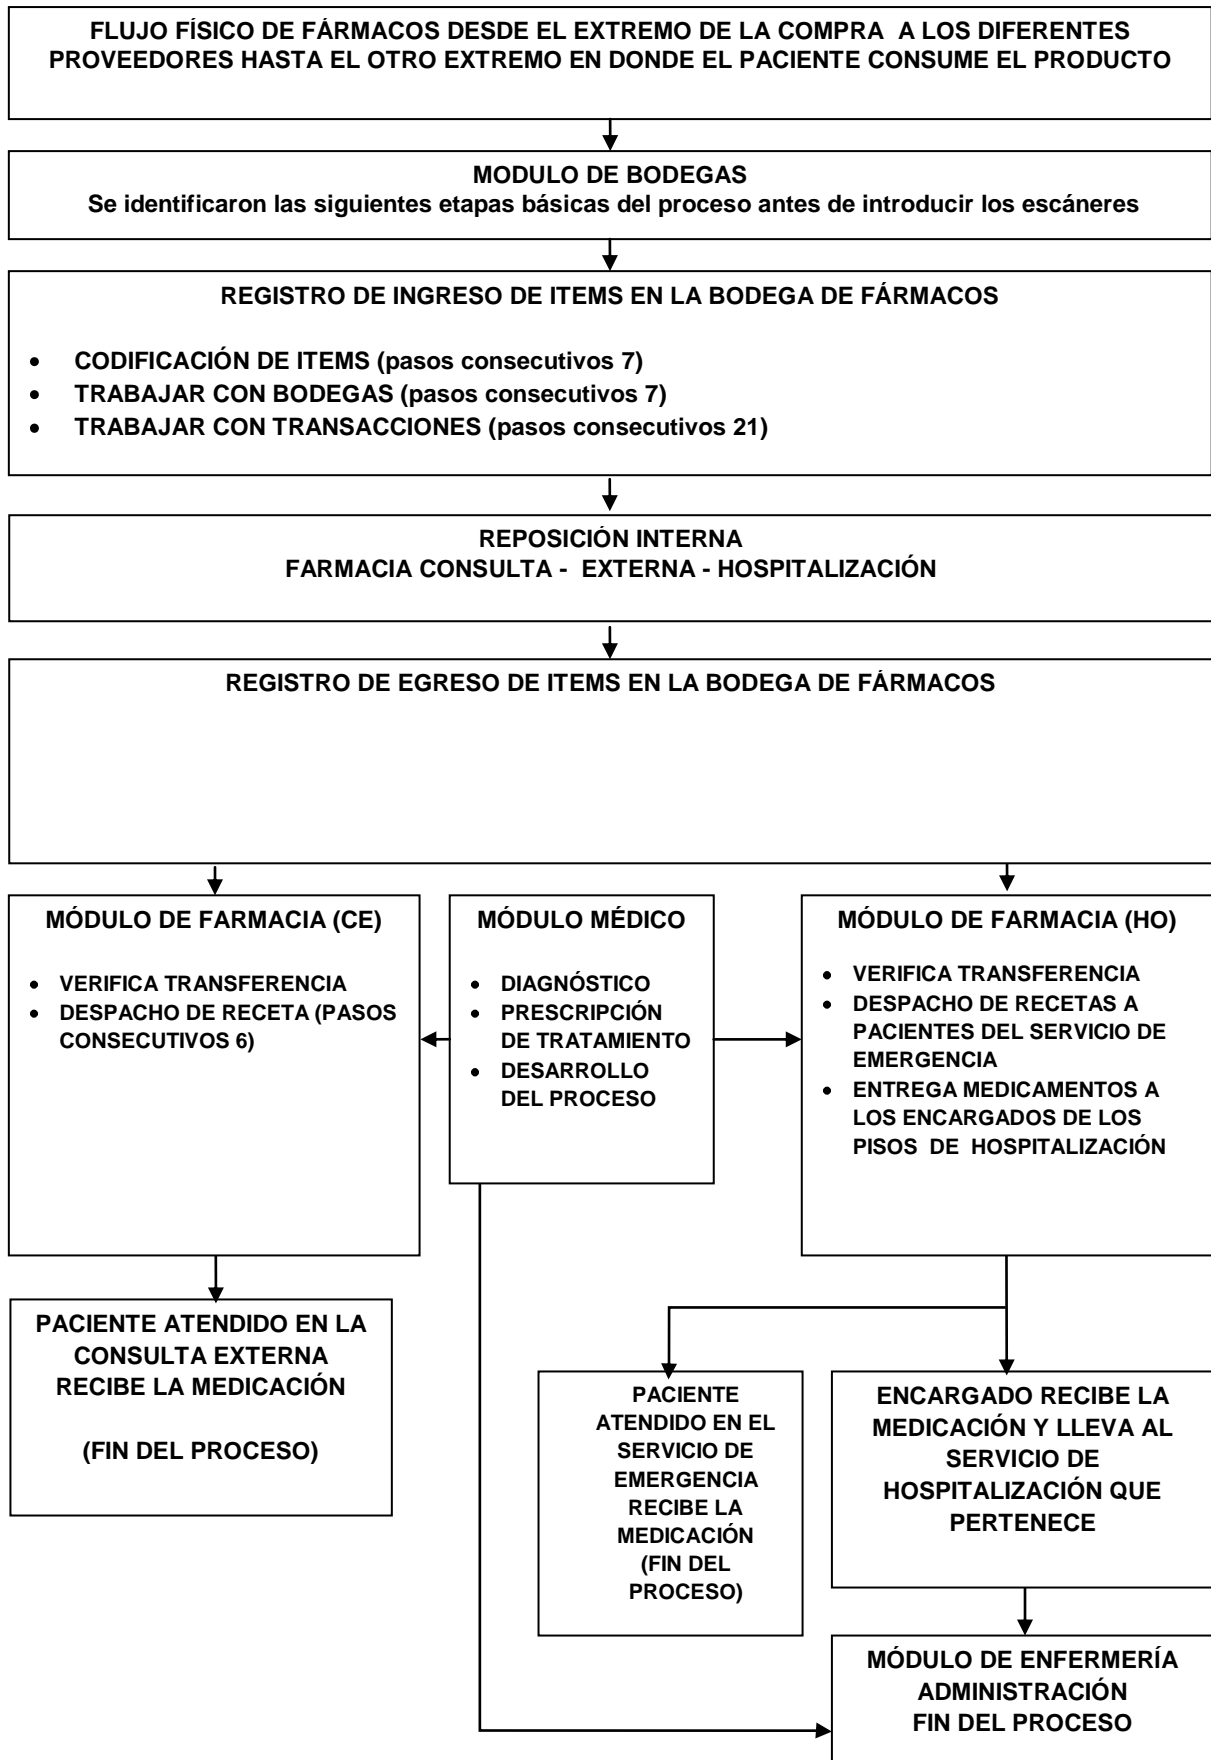 FLUJO FÍSICO DE FÁRMACOS DESDE EL EXTREMO DE LA COMPRA A LOS DIFERENTES
PROVEEDORES HASTA EL OTRO EXTREMO EN DONDE EL PACIENTE CONSUME EL PRODUCTO
MODULO DE BODEGAS
Se identificaron las siguientes etapas básicas del proceso antes de introducir los escáneres
REGISTRO DE INGRESO DE ITEMS EN LA BODEGA DE FÁRMACOS
• CODIFICACIÓN DE ITEMS (pasos consecutivos 7)
• TRABAJAR CON BODEGAS (pasos consecutivos 7)
• TRABAJAR CON TRANSACCIONES (pasos consecutivos 21)
REPOSICIÓN INTERNA
FARMACIA CONSULTA - EXTERNA - HOSPITALIZACIÓN
REGISTRO DE EGRESO DE ITEMS EN LA BODEGA DE FÁRMACOS
MÓDULO DE FARMACIA (CE)
• VERIFICA TRANSFERENCIA
• DESPACHO DE RECETA (PASOS
CONSECUTIVOS 6)
MÓDULO MÉDICO
• DIAGNÓSTICO
• PRESCRIPCIÓN
DE TRATAMIENTO
• DESARROLLO
DEL PROCESO
MÓDULO DE FARMACIA (HO)
• VERIFICA TRANSFERENCIA
• DESPACHO DE RECETAS A
PACIENTES DEL SERVICIO DE
EMERGENCIA
• ENTREGA MEDICAMENTOS A
LOS ENCARGADOS DE LOS
PISOS DE HOSPITALIZACIÓN
PACIENTE ATENDIDO EN LA
CONSULTA EXTERNA
RECIBE LA MEDICACIÓN
(FIN DEL PROCESO)
PACIENTE
ATENDIDO EN EL
SERVICIO DE
EMERGENCIA
RECIBE LA
MEDICACIÓN
(FIN DEL
PROCESO)
ENCARGADO RECIBE LA
MEDICACIÓN Y LLEVA AL
SERVICIO DE
HOSPITALIZACIÓN QUE
PERTENECE
MÓDULO DE ENFERMERÍA
ADMINISTRACIÓN
FIN DEL PROCESO